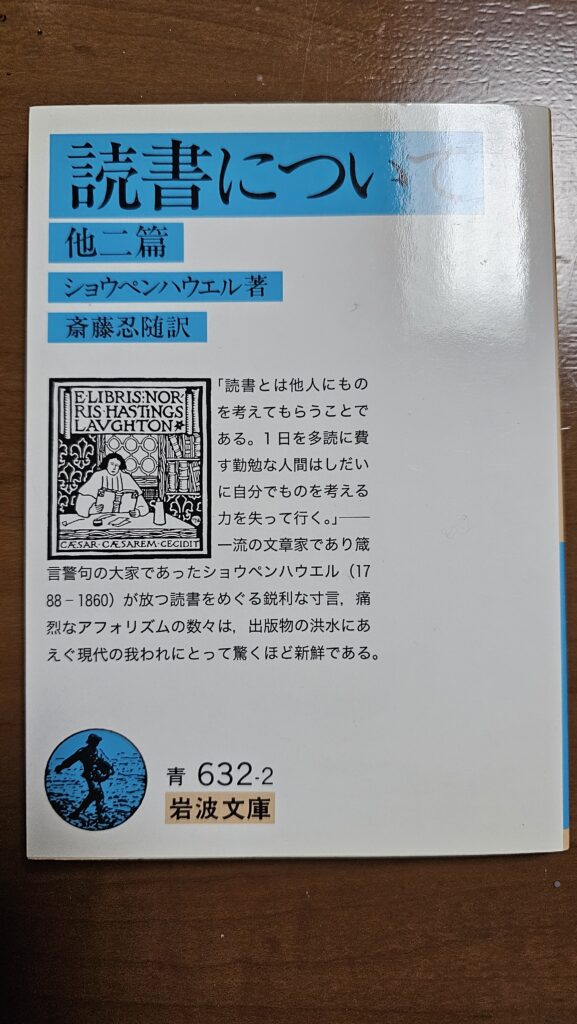 読書について
他二篇
ショウペンハウエル著
斎藤忍随訳
E·LIBRIS:NOR
RIS·HASTINGS
LAVGHTON
CÆSAR·CÆSAREM·CECIDIT
「読書とは他人にもの
を考えてもらうことで
ある。1日を多読に費
す勤勉な人間はしだい
に自分でものを考える
力を失って行く。」――
一流の文章家であり箴
言警句の大家であったショウペンハウエル（17
88－1860）が放つ読書をめぐる鋭利な寸言，痛
烈なアフォリズムの数々は，出版物の洪水にあ
えぐ現代の我われにとって驚くほど新鮮である。
青 632-2
岩波文庫